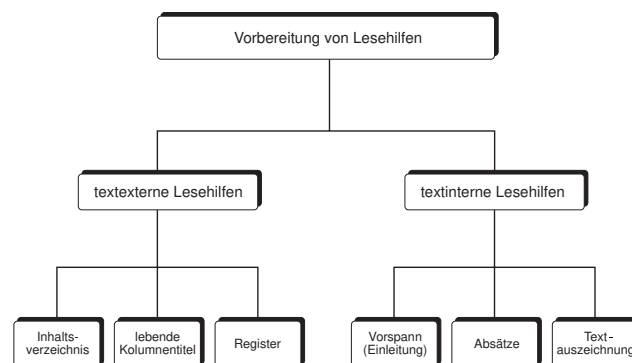 Vorbereitung von Lesehilfen
textexterne Lesehilfen
textinterne Lesehilfen
Inhalts-
verzeichnis
lebende
Kolumnentitel
Register
Vorspann
(Einleitung)
Absätze
Text-
auszeichnung